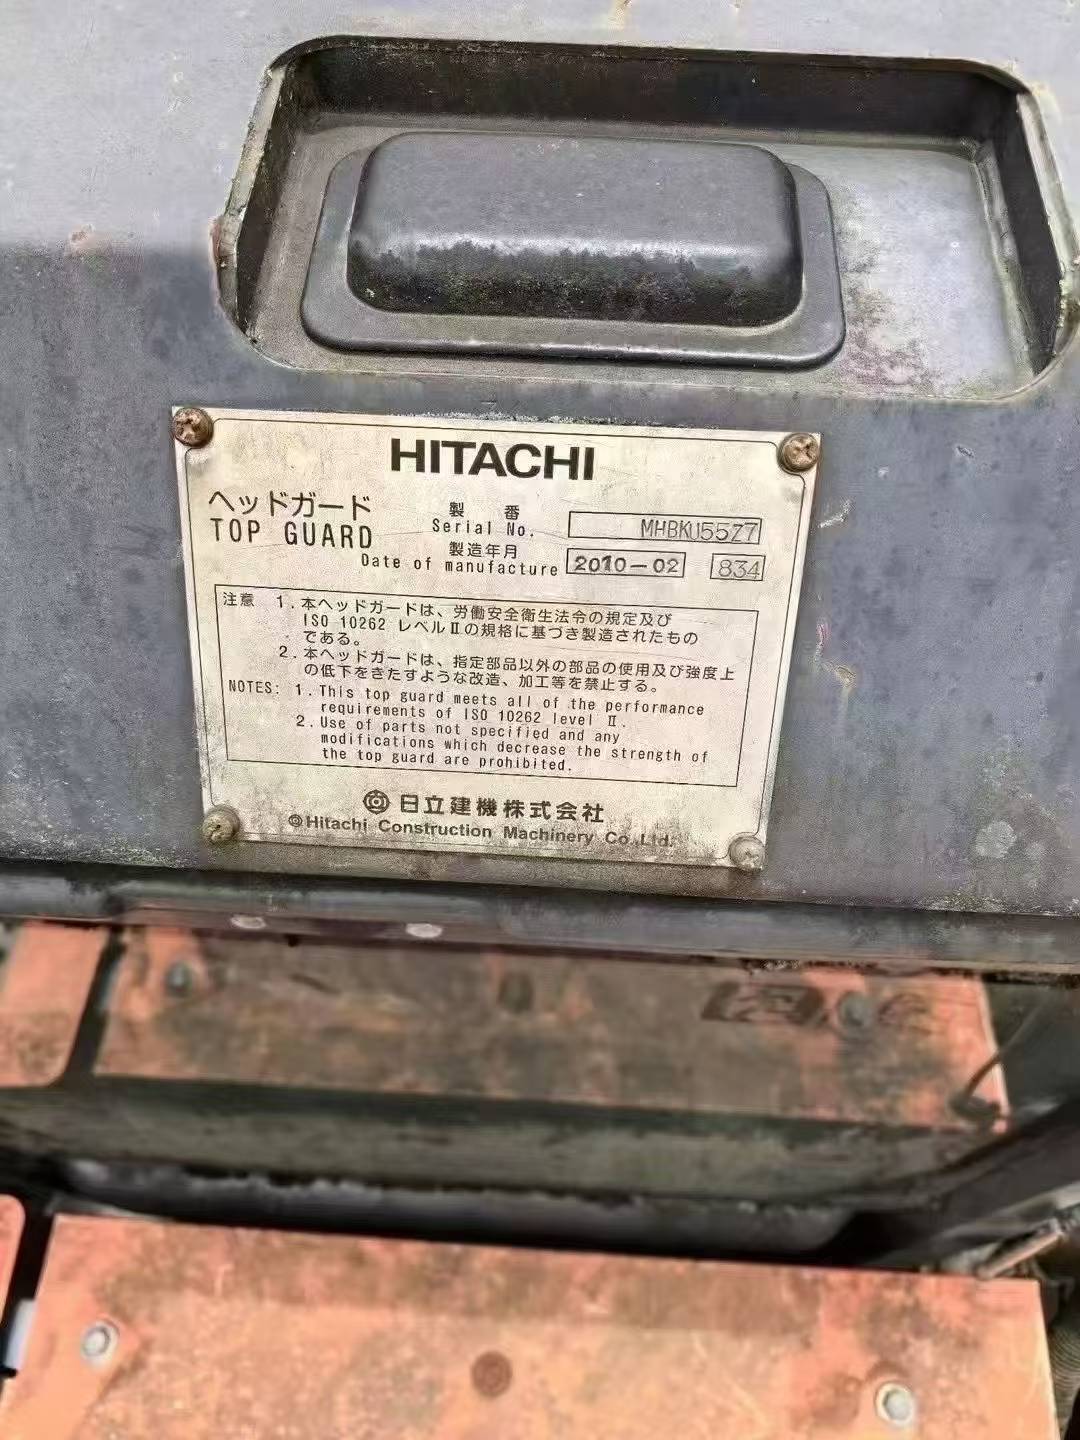 HITACHI
ヘッドガード
TOP GUARD
製 番
Serial No. MHBKU55Z7
製造年月
Date of manufacture 2010-02 834
注意 1. 本ヘッドガードは、労働安全衛生法令の規定及び
ISO 10262 レベルⅡの規格に基づき製造されたもの
である。
2. 本ヘッドガードは、指定部品以外の部品の使用及び強度上
の低下をきたすような改造、加工等を禁止する。
NOTES: 1. This top guard meets all of the performance
requirements of ISO 10262 level Ⅱ.
2. Use of parts not specified and any
modifications which decrease the strength of
the top guard are prohibited.
日立建機株式会社
©Hitachi Construction Machinery Co.,Ltd.